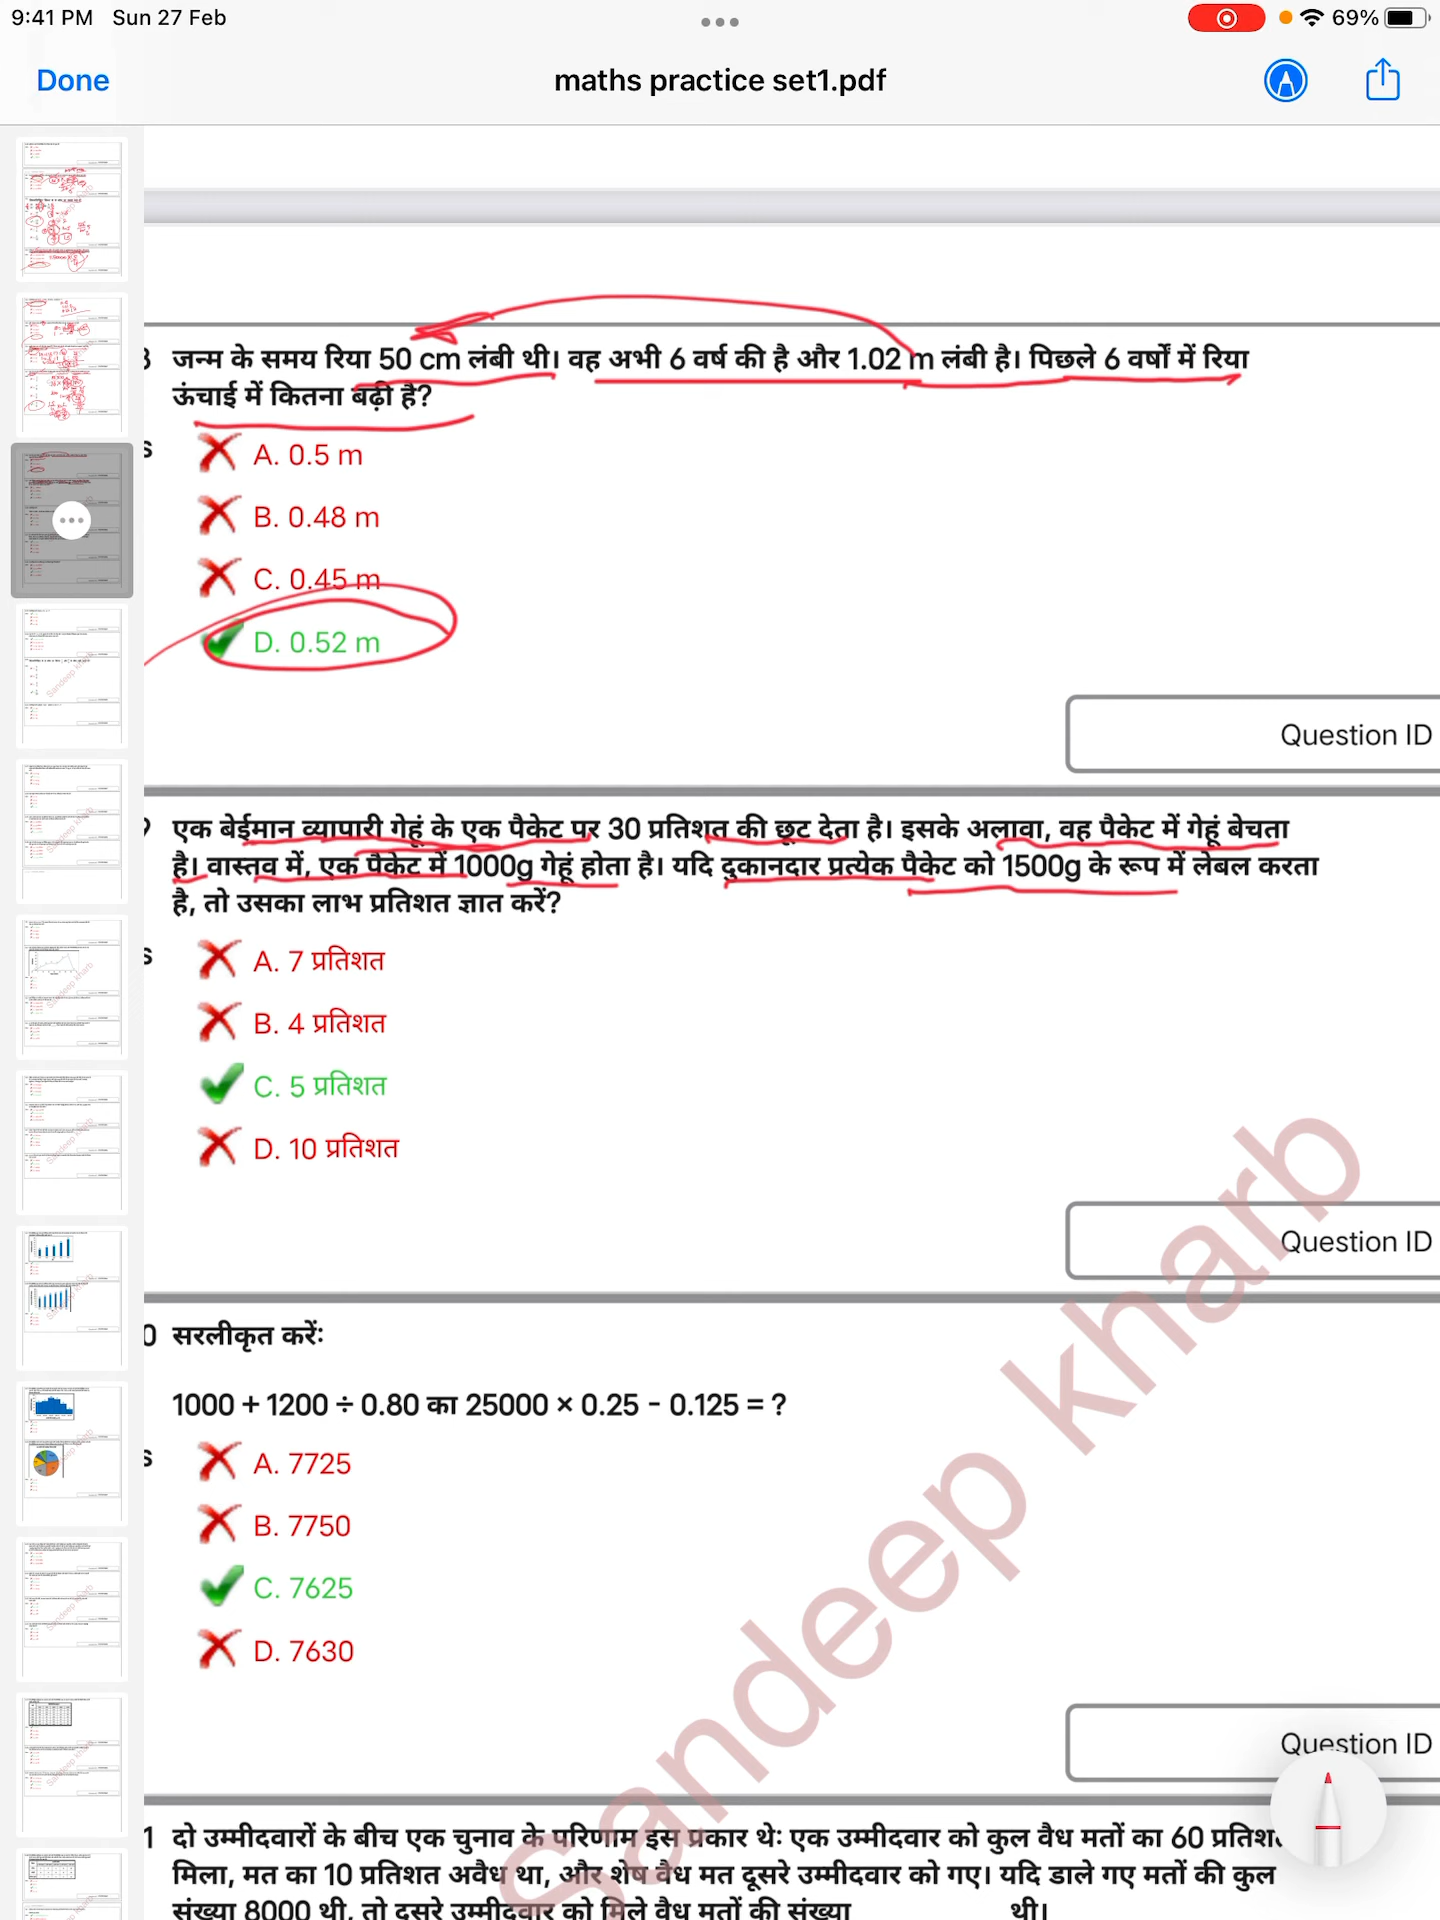 9:41 PM Sun 27 Feb
69%
Done
maths practice set1.pdf
जन्म के समय रिया 50 cm लंबी थी। वह अभी 6 वर्ष की है और 1.02 m लंबी है। पिछले 6 वर्षों में रिया
ऊंचाई में कितना बढ़ी है?
A. 0.5 m
B. 0.48 m
C. 0.45 m
D. 0.52 m
Question ID
एक बेईमान व्यापारी गेहूं के एक पैकेट पर 30 प्रतिशत की छूट देता है। इसके अलावा, वह पैकेट में गेहूं बेचता
है। वास्तव में, एक पैकेट में 1000g गेहूं होता है। यदि दुकानदार प्रत्येक पैकेट को 1500g के रूप में लेबल करता
है, तो उसका लाभ प्रतिशत ज्ञात करें?
A. 7 प्रतिशत
B. 4 प्रतिशत
C. 5 प्रतिशत
D. 10 प्रतिशत
Question ID
सरलीकृत करें:
1000 + 1200 ÷ 0.80 का 25000 × 0.25 - 0.125 = ?
A. 7725
B. 7750
C. 7625
D. 7630
Question ID
1 दो उम्मीदवारों के बीच एक चुनाव के परिणाम इस प्रकार थे: एक उम्मीदवार को कुल वैध मतों का 60
मिला, मत का 10 प्रतिशत अवैध था, और शेष वैध मत दूसरे उम्मीदवार को गए। यदि डाले गए मतों की कुल
संख्या 8000 थी, तो दूसरे उम्मीदवार को मिले वैध मतों की संख्या थी।
Sandeep kharb